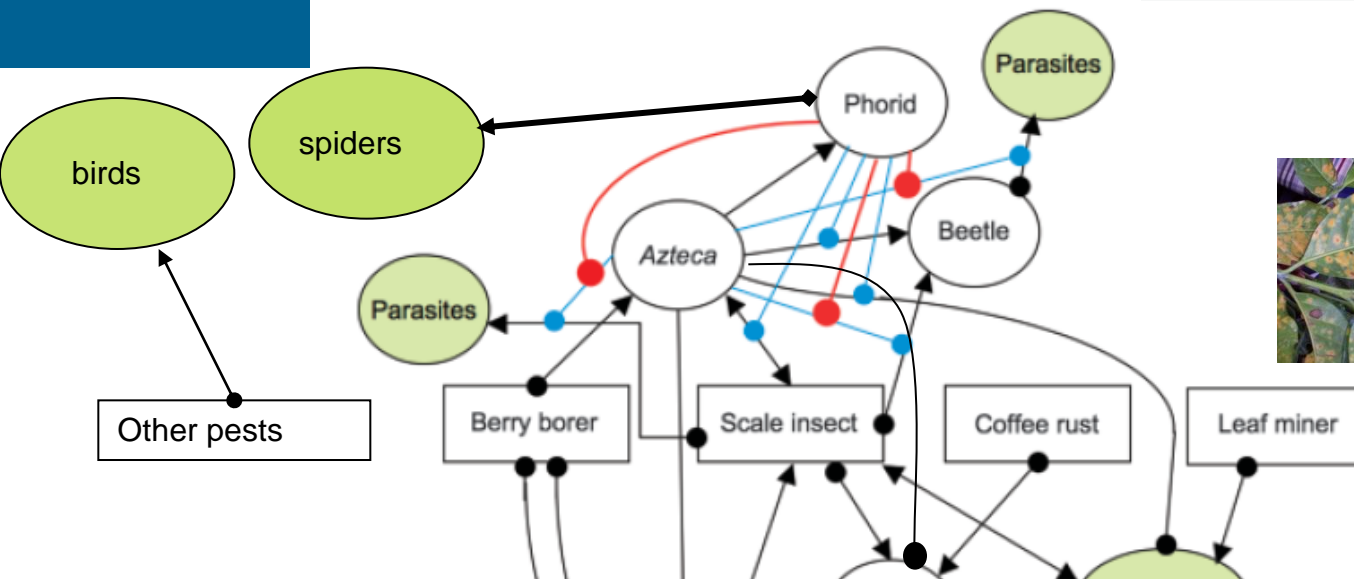 Parasites
Phorid
spiders
birds
Beetle
Azteca
Parasites
Other pests
Berry borer
Scale insect
Coffee rust
Leaf miner